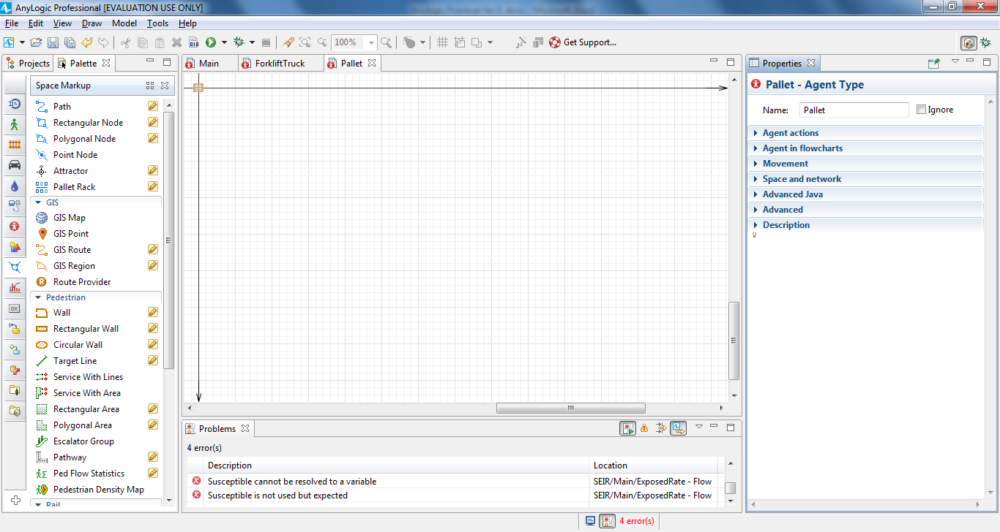 AnyLogic Professional [EVALUATION USE ONLY]
File Edit View Draw Model Tools Help
100% Get Support...
Projects Palette
Space Markup
Path
Rectangular Node
Polygonal Node
Point Node
Attractor
Pallet Rack
GIS
GIS Map
GIS Point
GIS Route
GIS Region
Route Provider
Pedestrian
Wall
Rectangular Wall
Circular Wall
Target Line
Service With Lines
Service With Area
Rectangular Area
Polygonal Area
Escalator Group
Pathway
Ped Flow Statistics
Pedestrian Density Map
Rail
OK
Main ForkliftTruck Pallet
Problems
4 error(s)
Description Location
Susceptible cannot be resolved to a variable SEIR/Main/ExposedRate - Flow
Susceptible is not used but expected SEIR/Main/ExposedRate - Flow
Properties
Pallet - Agent Type
Name: Pallet Ignore
Agent actions
Agent in flowcharts
Movement
Space and network
Advanced Java
Advanced
Description
4 error(s)